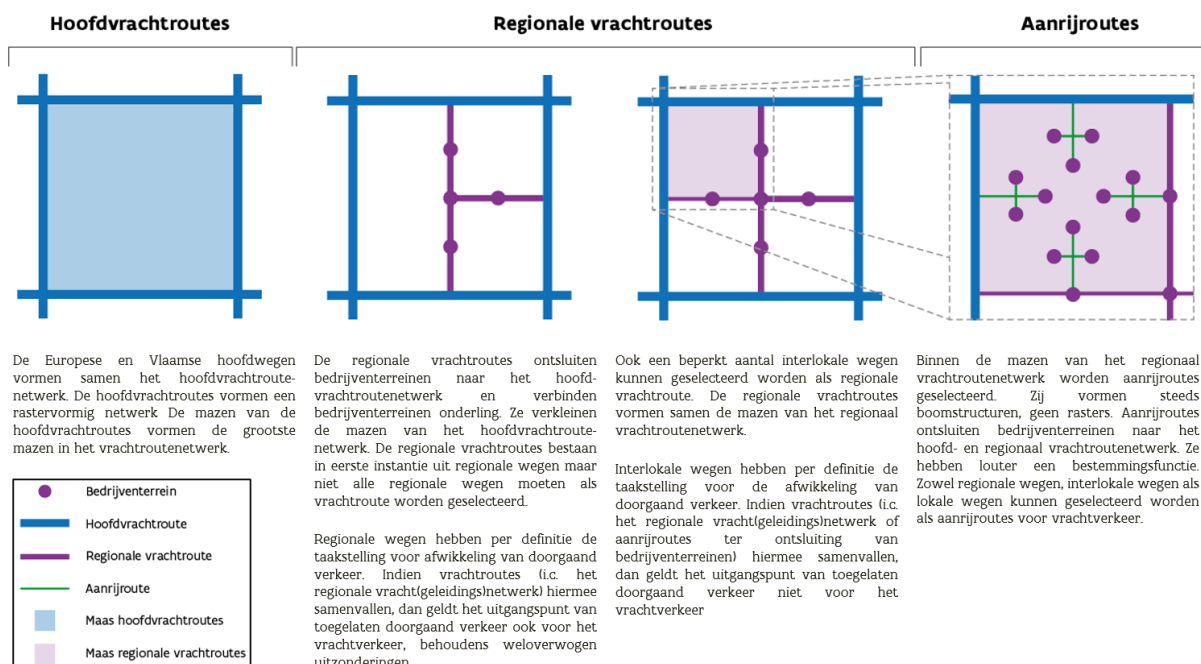 Hoofdvrachtroutes
Regionale vrachtroutes
Aanrijroutes
De Europese en Vlaamse hoofdwegen
vormen samen het hoofdvrachtroute-
netwerk. De hoofdvrachtroutes vormen een
rastervormig netwerk De mazen van de
hoofdvrachtroutes vormen de grootste
mazen in het vrachtroutenetwerk.
Bedrijventerrein
Hoofdvrachtroute
Regionale vrachtroute
Aanrijroute
Maas hoofdvrachtroutes
Maas regionale vrachtroutes
De regionale vrachtroutes ontsluiten
bedrijventerreinen naar het hoofd-
vrachtroutenetwerk en verbinden
bedrijventerreinen onderling. Ze verkleinen
de mazen van het hoofdvrachtroute-
netwerk. De regionale vrachtroutes bestaan
in eerste instantie uit regionale wegen maar
niet alle regionale wegen moeten als
vrachtroute worden geselecteerd.
Regionale wegen hebben per definitie de
taakstelling voor afwikkeling van doorgaand
verkeer. Indien vrachtroutes (i.c. het
regionale vracht(geleidings)netwerk) hiermee
samenvallen, dan geldt het uitgangspunt van
toegelaten doorgaand verkeer ook voor het
vrachtverkeer, behoudens weloverwogen
uitzonderingen
Ook een beperkt aantal interlokale wegen
kunnen geselecteerd worden als regionale
vrachtroute. De regionale vrachtroutes
vormen samen de mazen van het regionaal
vrachtroutenetwerk.
Interlokale wegen hebben per definitie de
taakstelling voor de afwikkeling van
doorgaand verkeer. Indien vrachtroutes (i.c.
het regionale vracht(geleidings)netwerk of
aanrijroutes ter ontsluiting van
bedrijventerreinen) hiermee samenvallen,
dan geldt het uitgangspunt van toegelaten
doorgaand verkeer niet voor het
vrachtverkeer
Binnen de mazen van het regionaal
vrachtroutenetwerk worden aanrijroutes
geselecteerd. Zij vormen steeds
boomstructuren, geen rasters. Aanrijroutes
ontsluiten bedrijventerreinen naar het
hoofd- en regionaal vrachtroutenetwerk. Ze
hebben louter een bestemmingsfunctie.
Zowel regionale wegen, interlokale wegen als
lokale wegen kunnen geselecteerd worden
als aanrijroutes voor vrachtverkeer.